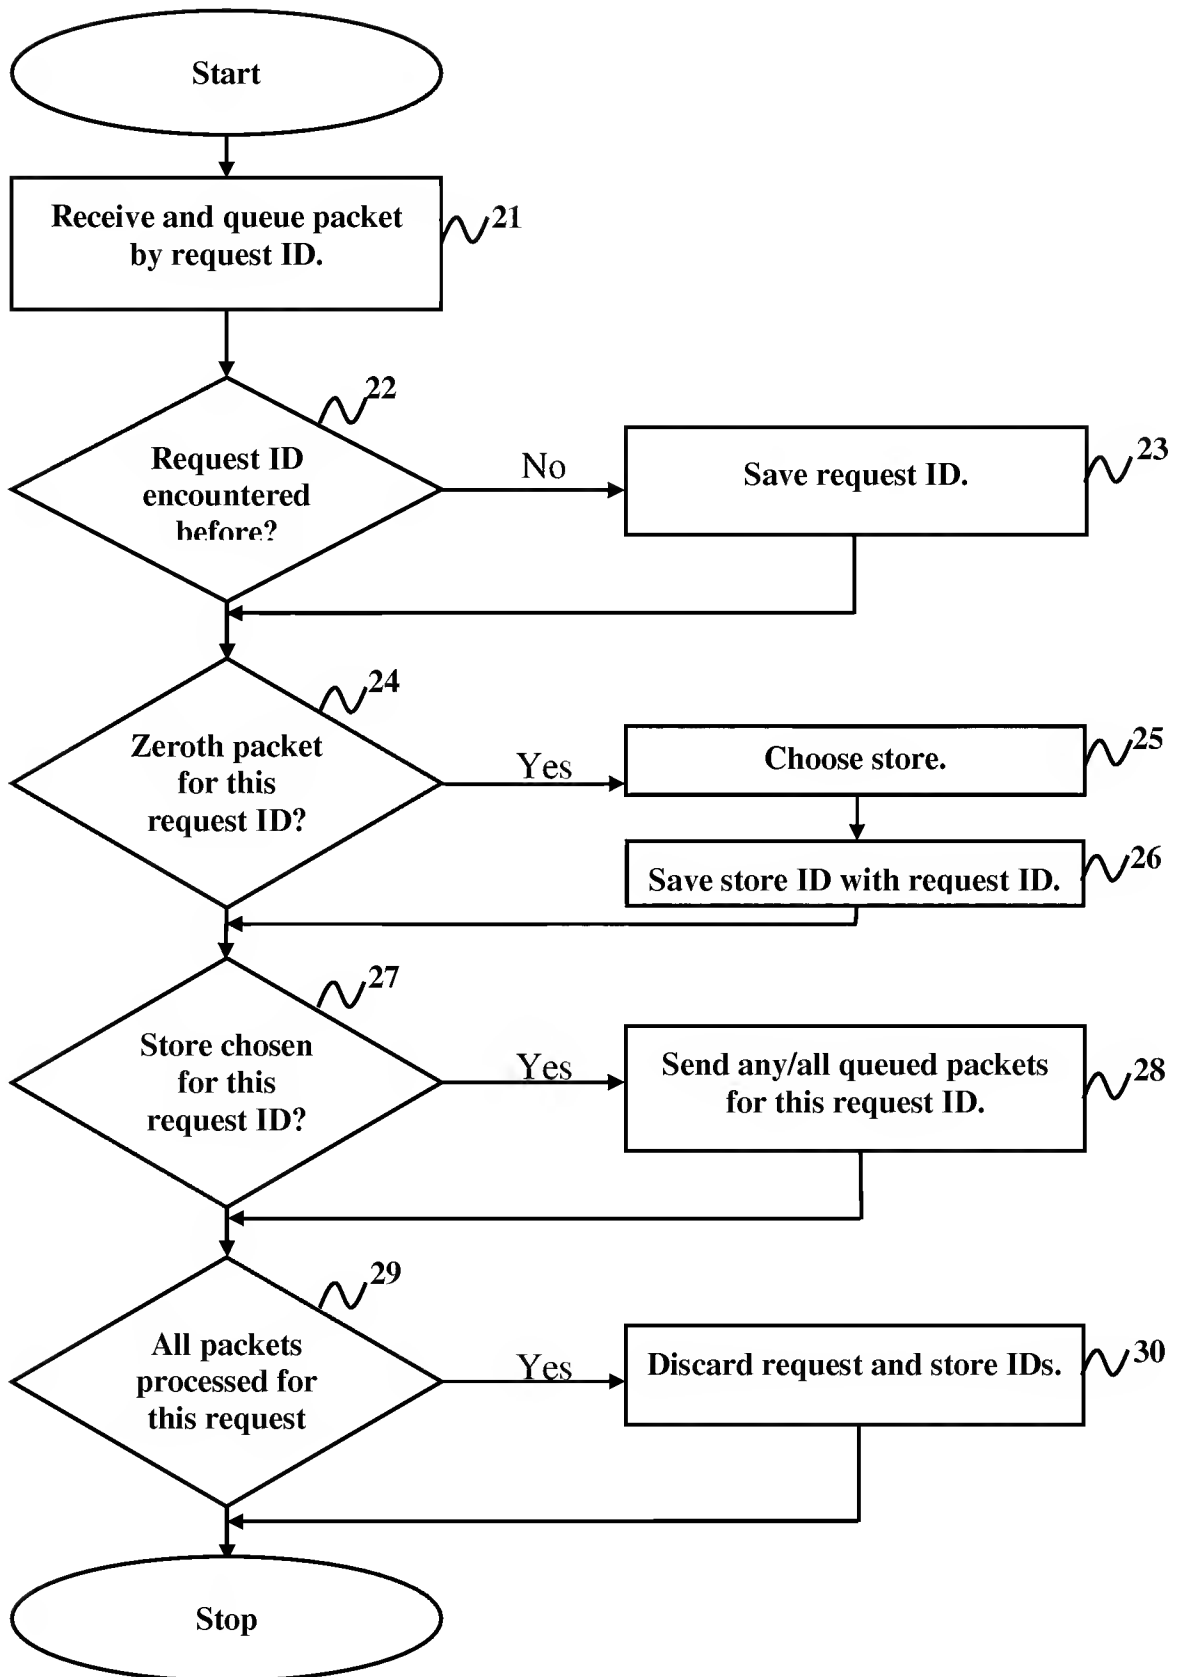 Start
Receive and queue packet
by request ID.
21
22
Request ID
encountered
before?
No
Save request ID.
23
24
Zeroth packet
for this
request ID?
Yes
Choose store.
25
Save store ID with request ID.
26
27
Store chosen
for this
request ID?
Yes
Send any/all queued packets
for this request ID.
28
29
All packets
processed for
this request
Yes
Discard request and store IDs.
30
Stop